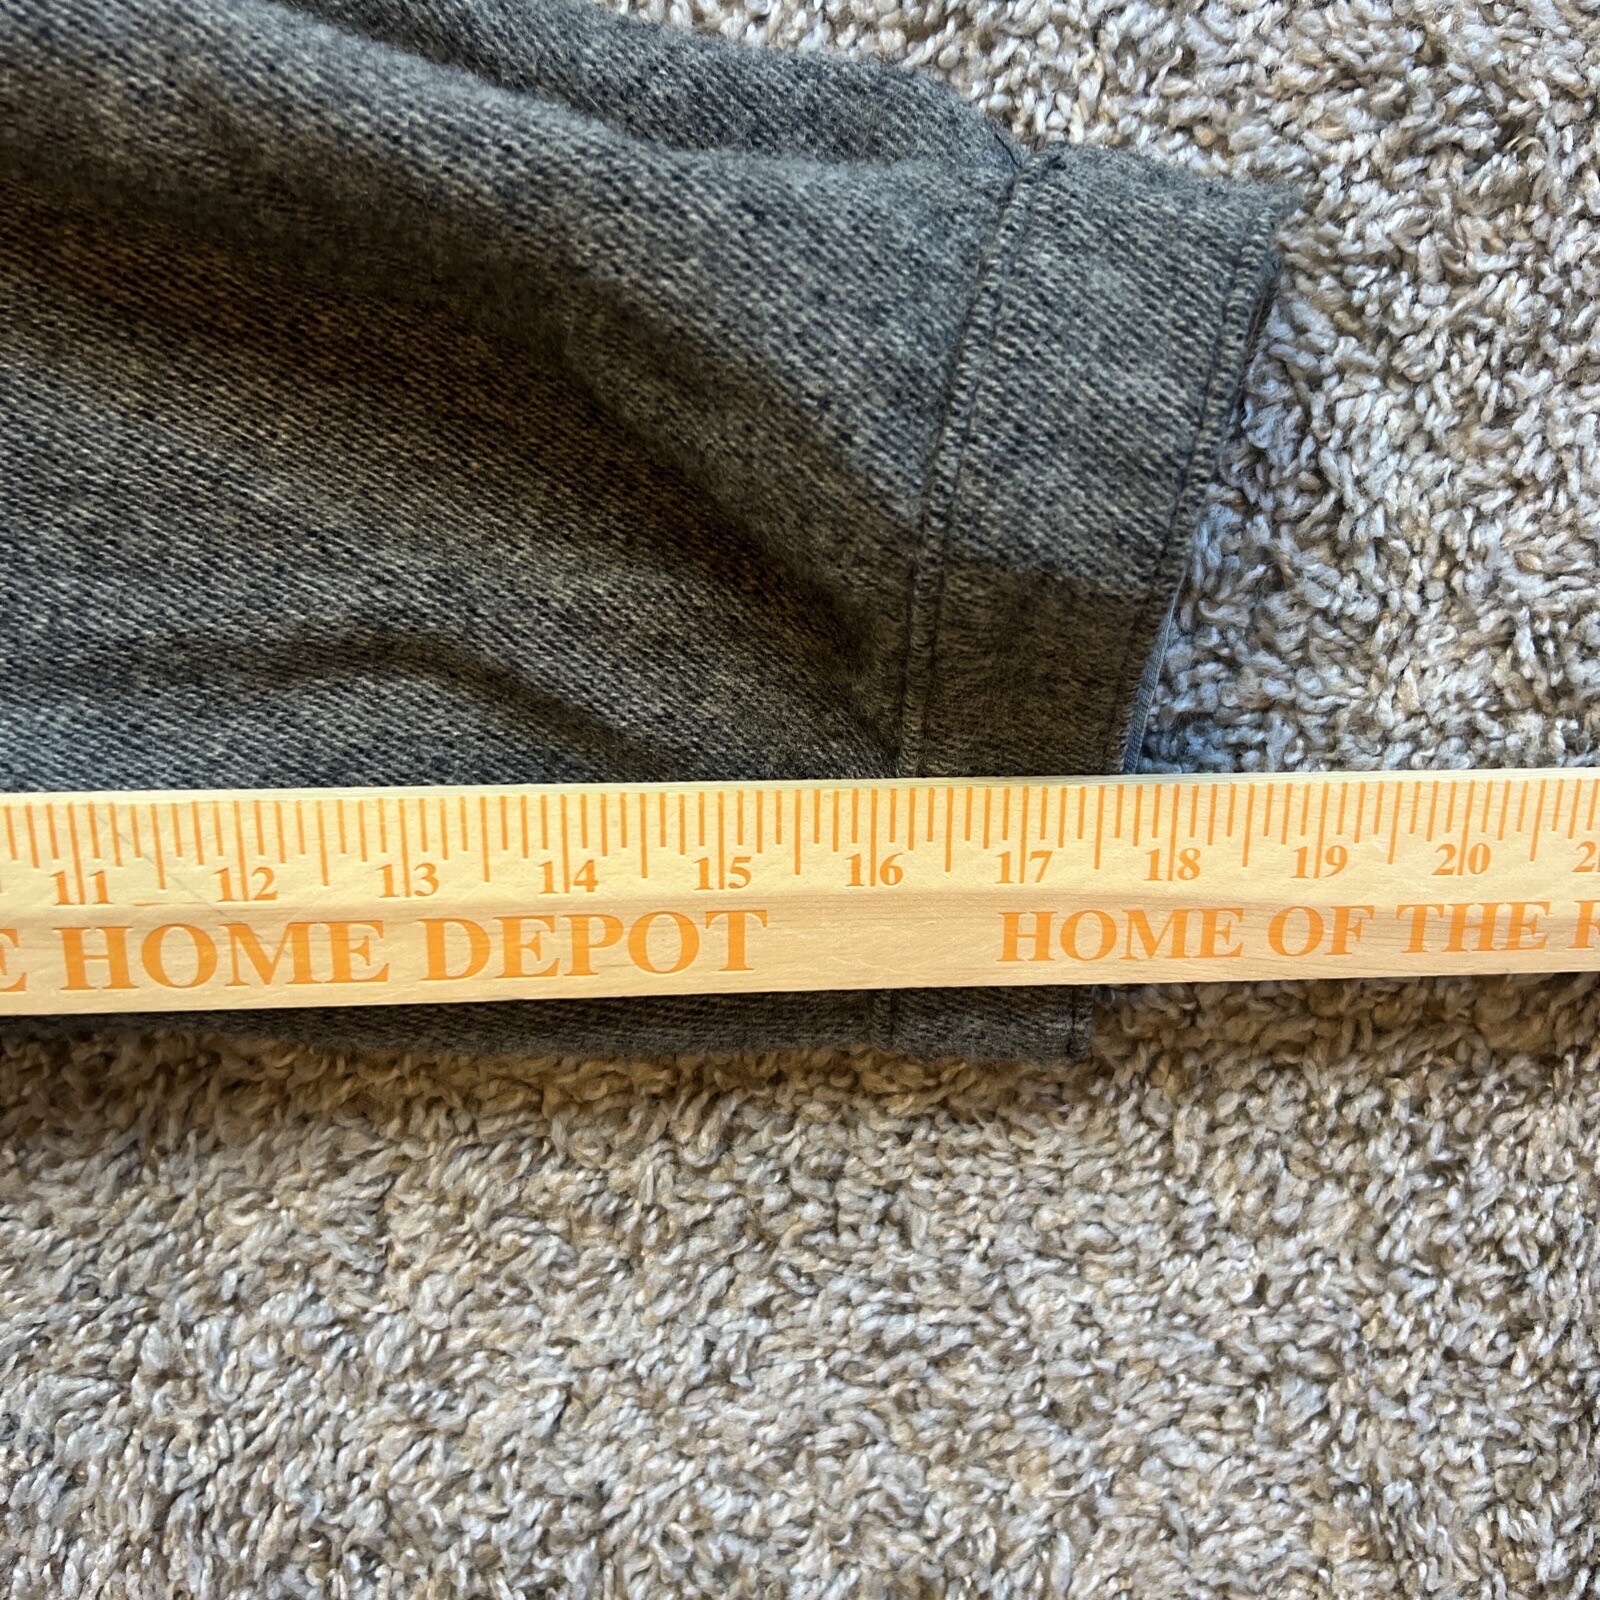 11 12 13 14 15 16 17 18 19 20
HOME DEPOT HOME OF THE